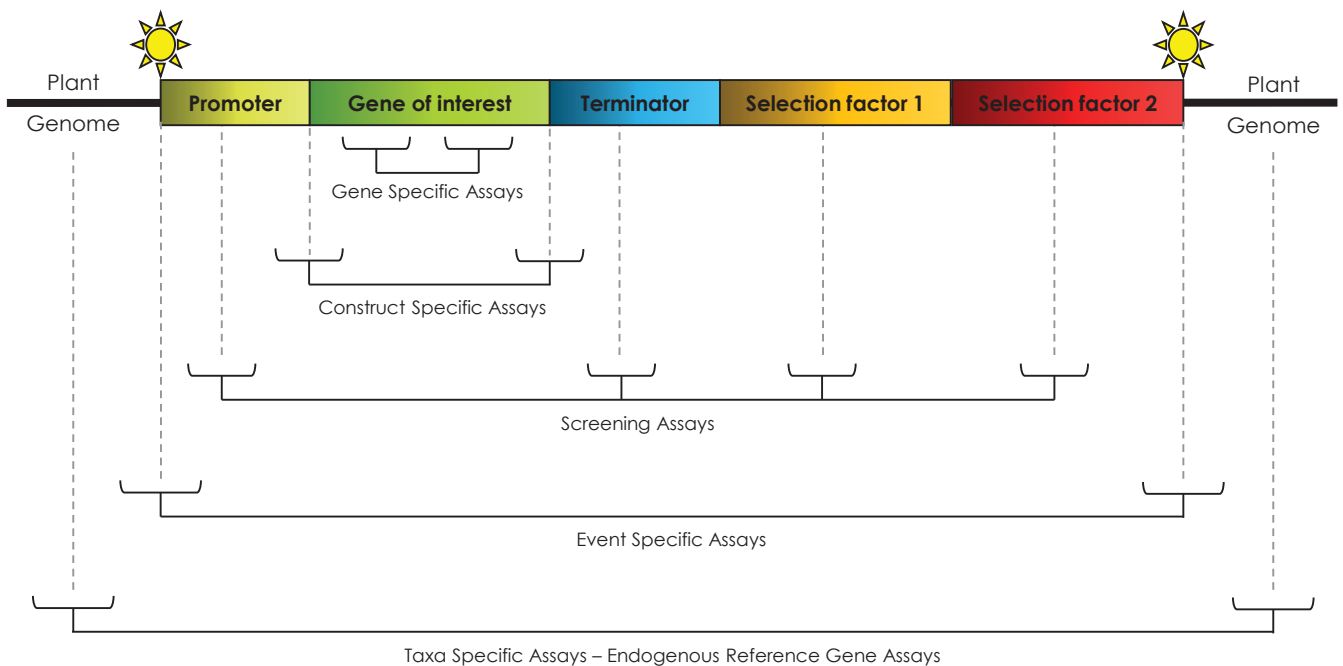 Plant
Genome
Promoter
Gene of interest
Terminator
Selection factor 1
Selection factor 2
Plant
Genome
Gene Specific Assays
Construct Specific Assays
Screening Assays
Event Specific Assays
Taxa Specific Assays – Endogenous Reference Gene Assays